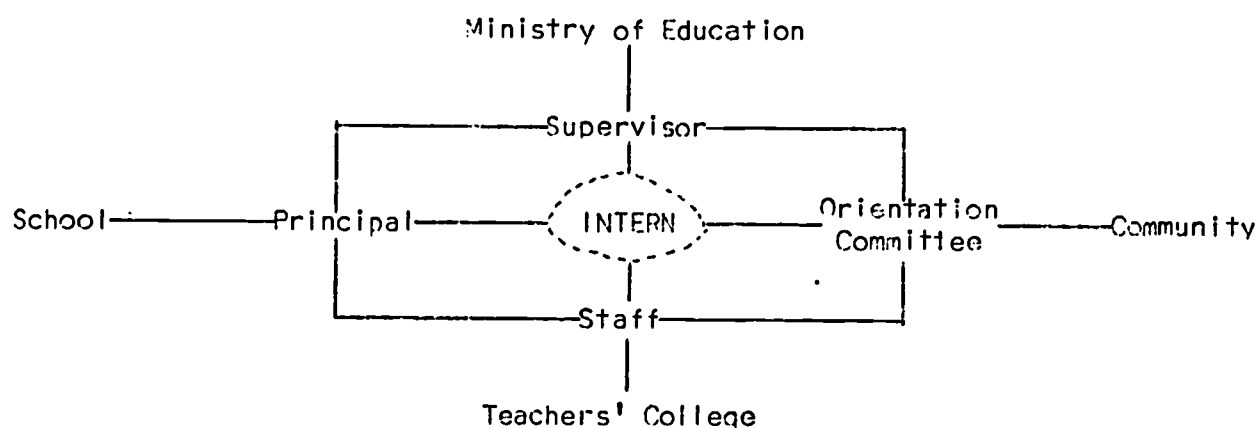 Ministry of Education
Supervisor
School Principal INTERN Orientation Committee Community
Staff
Teachers' College